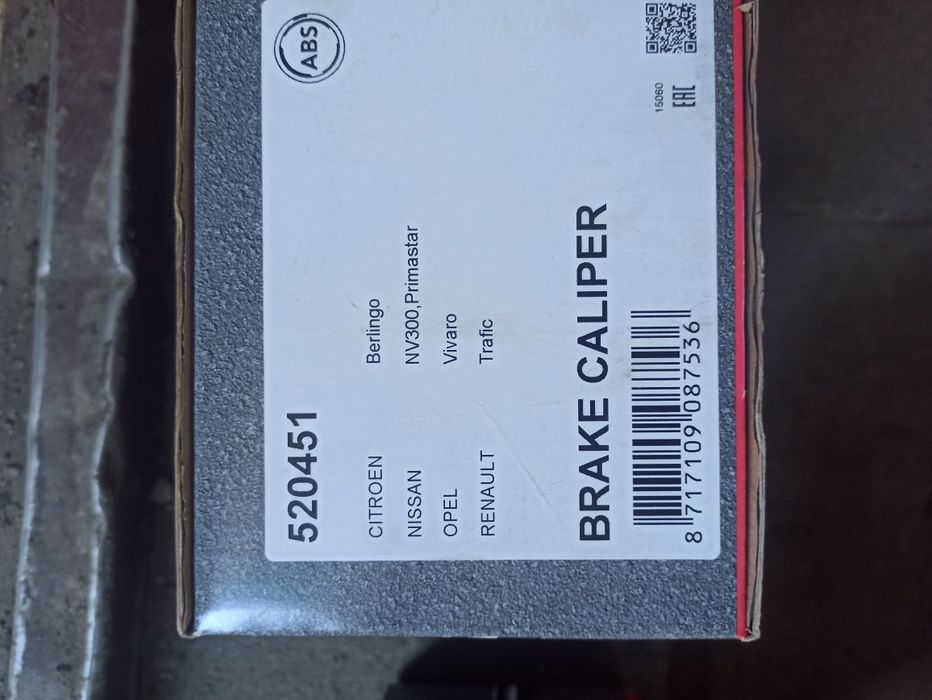 ABS
520451
CITROEN Berlingo
NISSAN NV300,Primastar
OPEL Vivaro
RENAULT Trafic
15060
EAC
BRAKE CALIPER
8 717109 087536